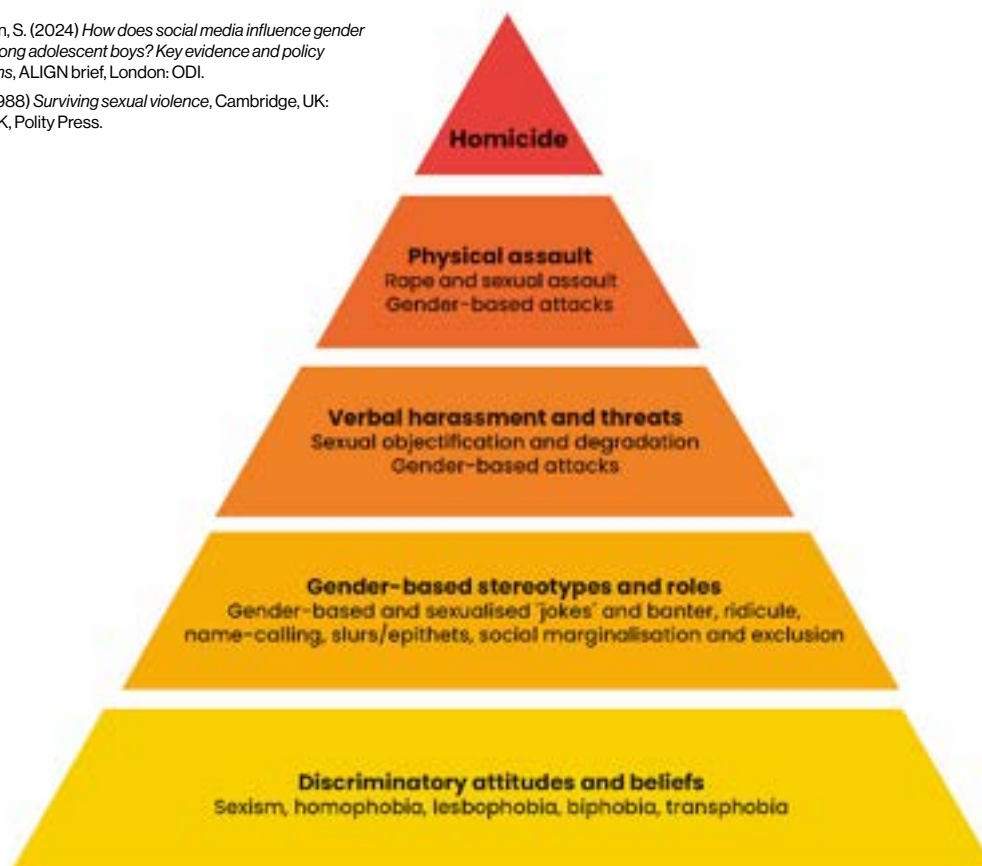 n, S. (2024) How does social media influence gender
ong adolescent boys? Key evidence and policy
ns, ALIGN brief, London: ODI.
988) Surviving sexual violence, Cambridge, UK:
K, Polity Press.
Homicide
Physical assault
Rape and sexual assault
Gender-based attacks
Verbal harassment and threats
Sexual objectification and degradation
Gender-based attacks
Gender-based stereotypes and roles
Gender-based and sexualised 'jokes' and banter, ridicule,
name-calling, slurs/epithets, social marginalisation and exclusion
Discriminatory attitudes and beliefs
Sexism, homophobia, lesbophobia, biphobia, transphobia